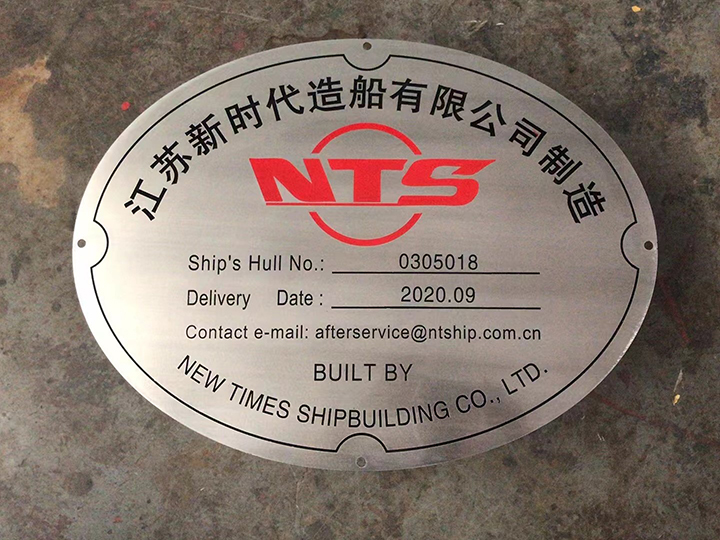 江苏新时代造船有限公司制造
NTS
Ship's Hull No.: 0305018
Delivery Date : 2020.09
Contact e-mail: afterservice@ntship.com.cn
BUILT BY
NEW TIMES SHIPBUILDING CO., LTD.